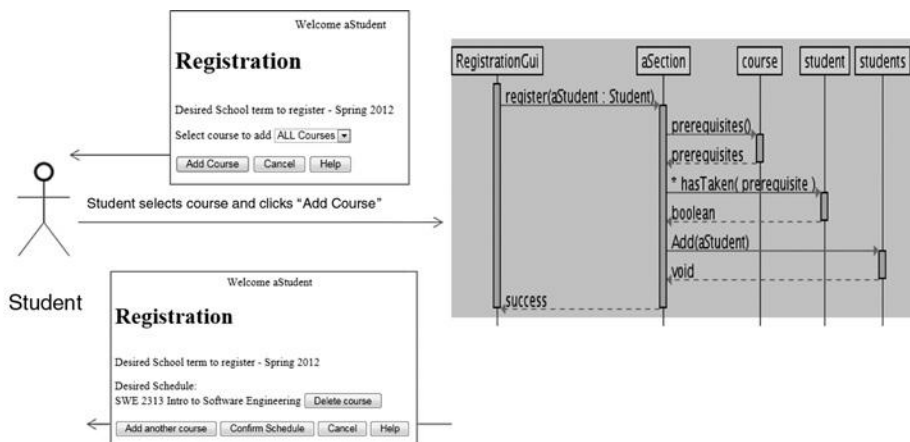 Welcome aStudent
Registration
Desired School term to register - Spring 2012
Select course to add ALL Courses
Add Course Cancel Help
Student selects course and clicks “Add Course”
Student
Welcome aStudent
Registration
Desired School term to register - Spring 2012
Desired Schedule:
SWE 2313 Intro to Software Engineering Delete course
Add another course Confirm Schedule Cancel Help
RegistrationGui aSection course student students
register(aStudent : Student)
prerequisites()
prerequisites
* hasTaken( prerequisite )
boolean
Add(aStudent)
void
success